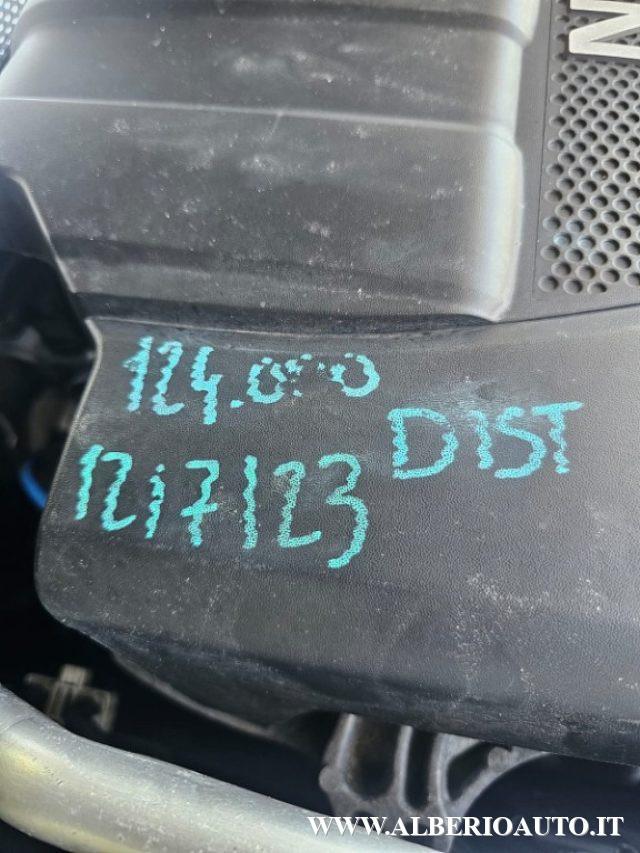 N
124.000
DIST
12/7/23
WWW.ALBERIOAUTO.IT